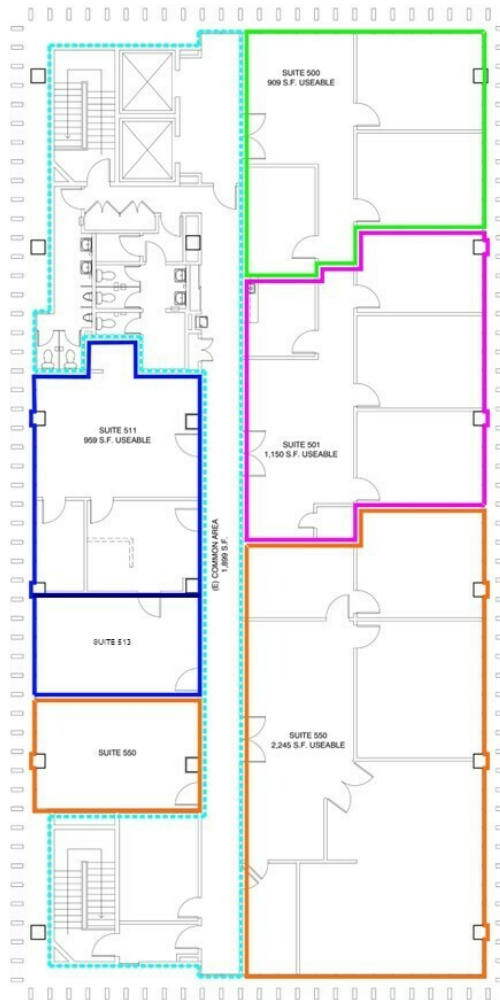 SUITE 500
909 S.F. USEABLE
SUITE 511
959 S.F. USEABLE
SUITE 501
1,150 S.F. USEABLE
(E) COMMON AREA
1,899 S.F.
SUITE 513
SUITE 550
SUITE 550
2,245 S.F. USEABLE